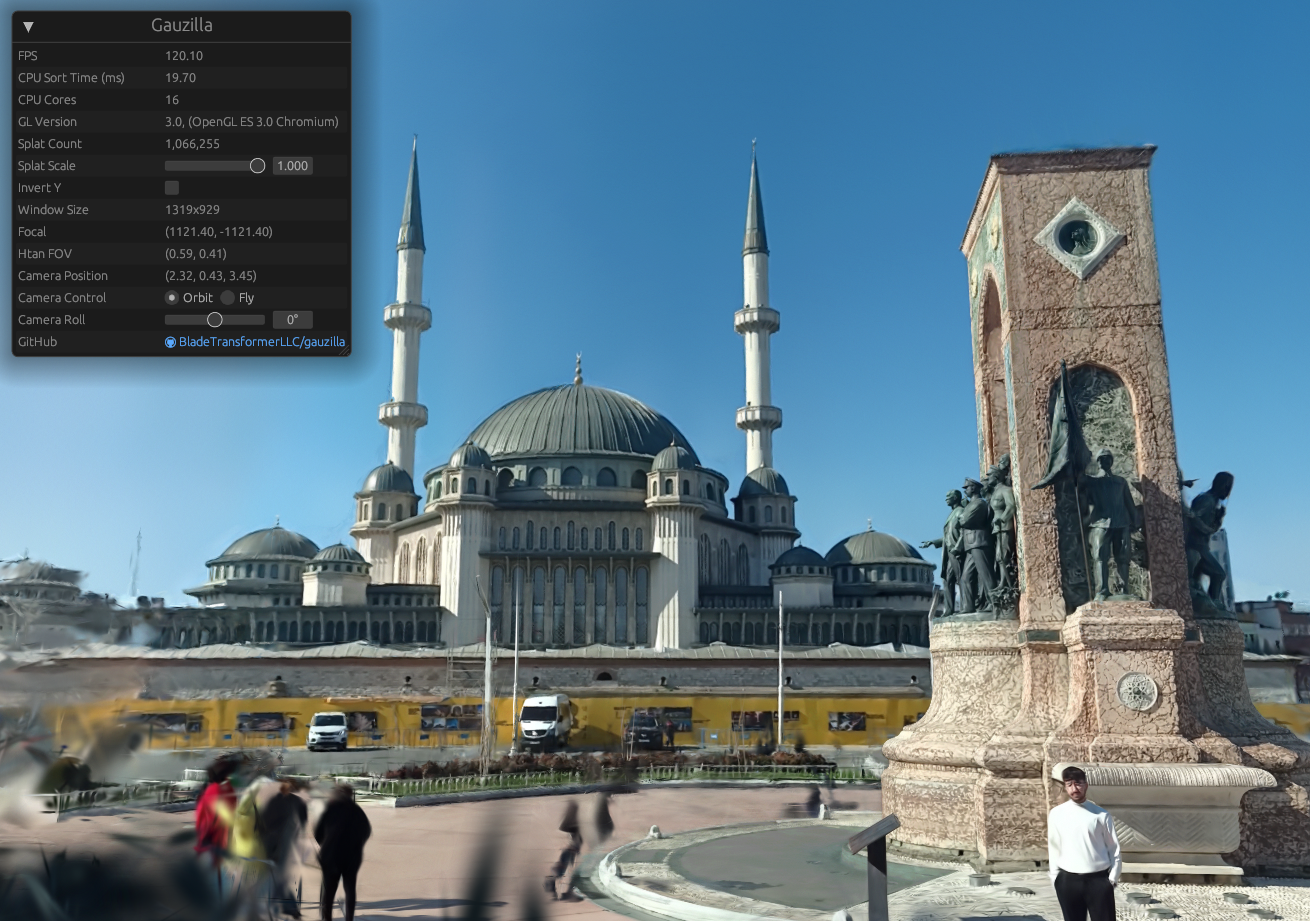 Gauzilla
FPS 120.10
CPU Sort Time (ms) 19.70
CPU Cores 16
GL Version 3.0, (OpenGL ES 3.0 Chromium)
Splat Count 1,066,255
Splat Scale 1.000
Invert Y
Window Size 1319x929
Focal (1121.40, -1121.40)
Htan FOV (0.59, 0.41)
Camera Position (2.32, 0.43, 3.45)
Camera Control Orbit Fly
Camera Roll 0°
GitHub BladeTransformerLLC/gauzilla